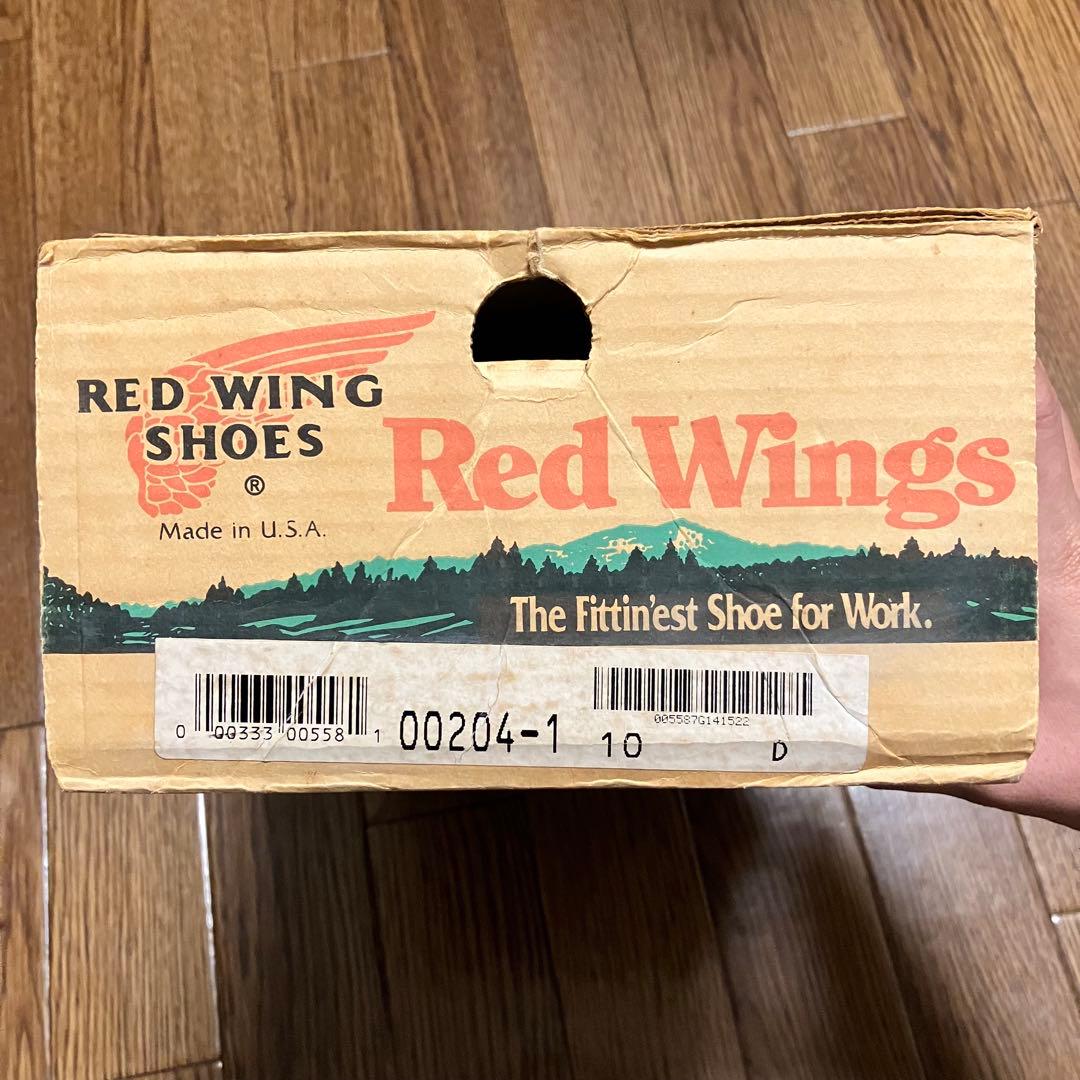 RED WING
SHOES
®
Made in U.S.A.
Red Wings
The Fittin'est Shoe for Work.
0 00333 00558 1
00204-1
005587G141522
10 D